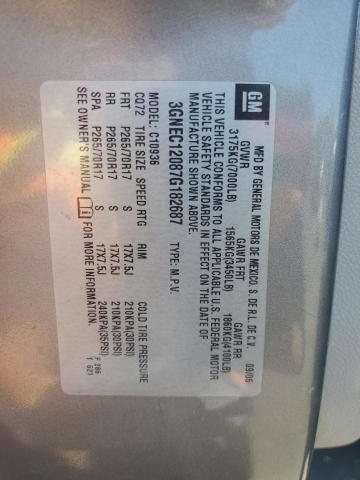 GM
MFD BY GENERAL MOTORS DE MEXICO, S. DE R.L. DE C.V. 09/06
GVWR GAWR FRT GAWR RR
3175KG(7000LB) 1565KG(3450LB) 1860KG(4100LB)
THIS VEHICLE CONFORMS TO ALL APPLICABLE U.S. FEDERAL MOTOR
VEHICLE SAFETY STANDARDS IN EFFECT ON THE DATE OF
MANUFACTURE SHOWN ABOVE.
3GNEC12087G182687 TYPE: M.P.V.
MODEL: C10936
CQ72 TIRE SIZE SPEED RTG RIM COLD TIRE PRESSURE
FRT P265/70R17 S 17X7.5J 210KPA(30PSI)
RR P265/70R17 S 17X7.5J 210KPA(30PSI)
SPA P265/70R17 S 17X7.5J 240KPA(35PSI)
SEE OWNER'S MANUAL i FOR MORE INFORMATION. F 286
T 621